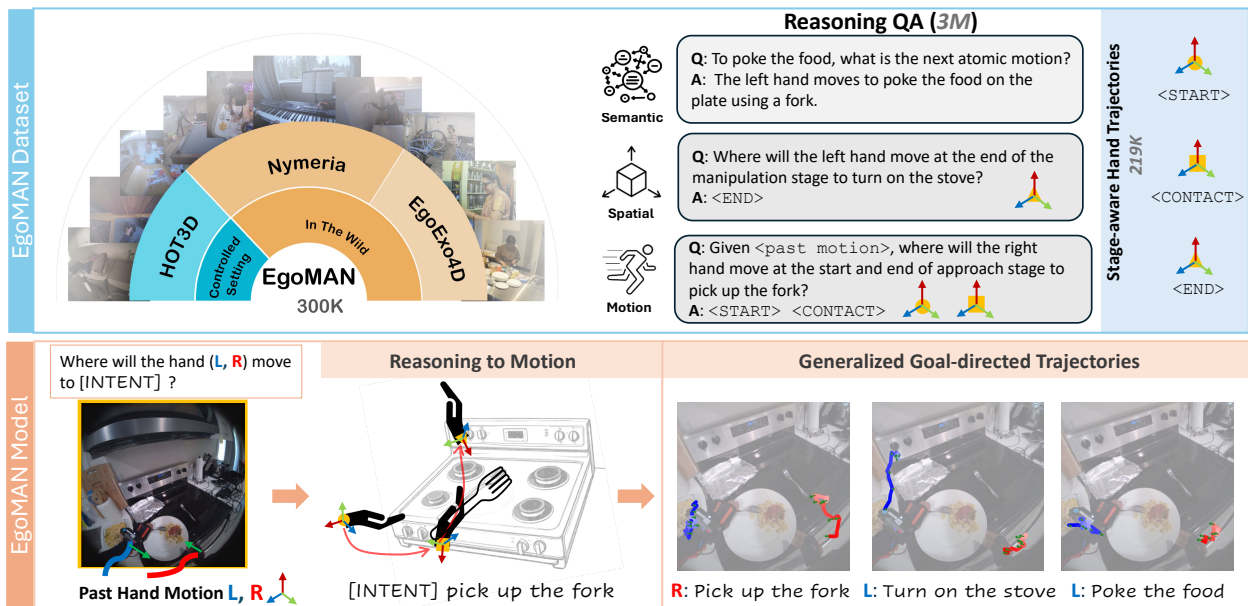 EgoMAN Dataset
HOT3D
Nymeria
EgoExo4D
Controlled
Setting
In The Wild
EgoMAN
300K
Reasoning QA (3M)
Semantic
Q: To poke the food, what is the next atomic motion?
A: The left hand moves to poke the food on the
plate using a fork.
Spatial
Q: Where will the left hand move at the end of the
manipulation stage to turn on the stove?
A: <END>
Motion
Q: Given <past motion>, where will the right
hand move at the start and end of approach stage to
pick up the fork?
A: <START> <CONTACT>
Stage-aware Hand Trajectories
219K
<START>
<CONTACT>
<END>
EgoMAN Model
Where will the hand (L, R) move
to [INTENT] ?
Past Hand Motion L, R
Reasoning to Motion
[INTENT] pick up the fork
Generalized Goal-directed Trajectories
R: Pick up the fork
L: Turn on the stove
L: Poke the food